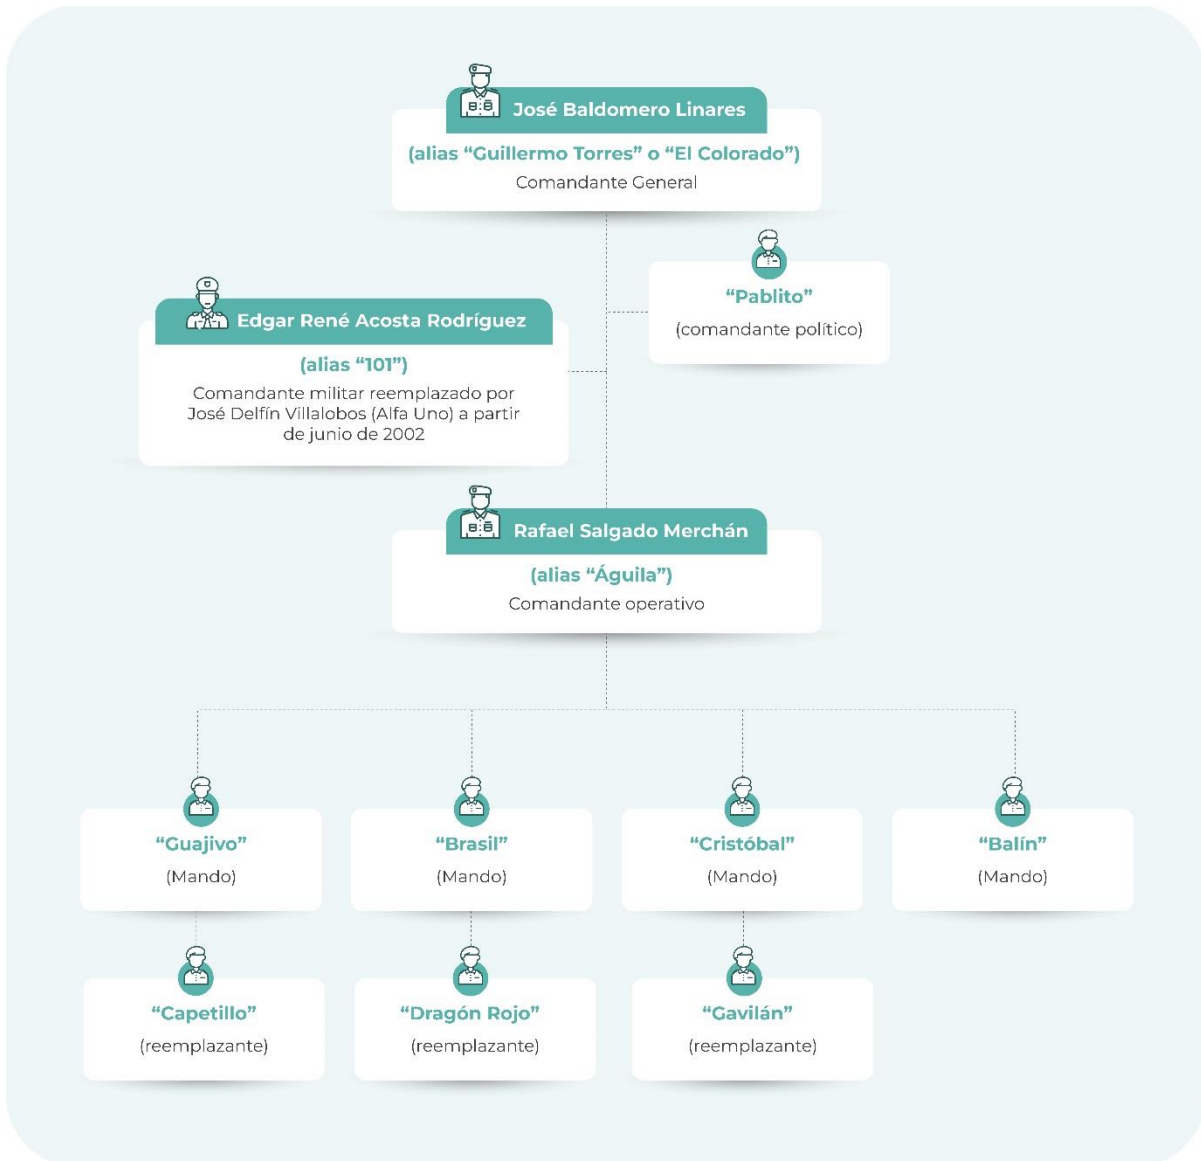 José Baldomero Linares
(alias “Guillermo Torres” o “El Colorado”)
Comandante General
“Pablito”
(comandante político)
Edgar René Acosta Rodríguez
(alias “101”)
Comandante militar reemplazado por
José Delfín Villalobos (Alfa Uno) a partir
de junio de 2002
Rafael Salgado Merchán
(alias “Águila”)
Comandante operativo
“Guajivo”
(Mando)
“Brasil”
(Mando)
“Cristóbal”
(Mando)
“Balín”
(Mando)
“Capetillo”
(reemplazante)
“Dragón Rojo”
(reemplazante)
“Gavilán”
(reemplazante)